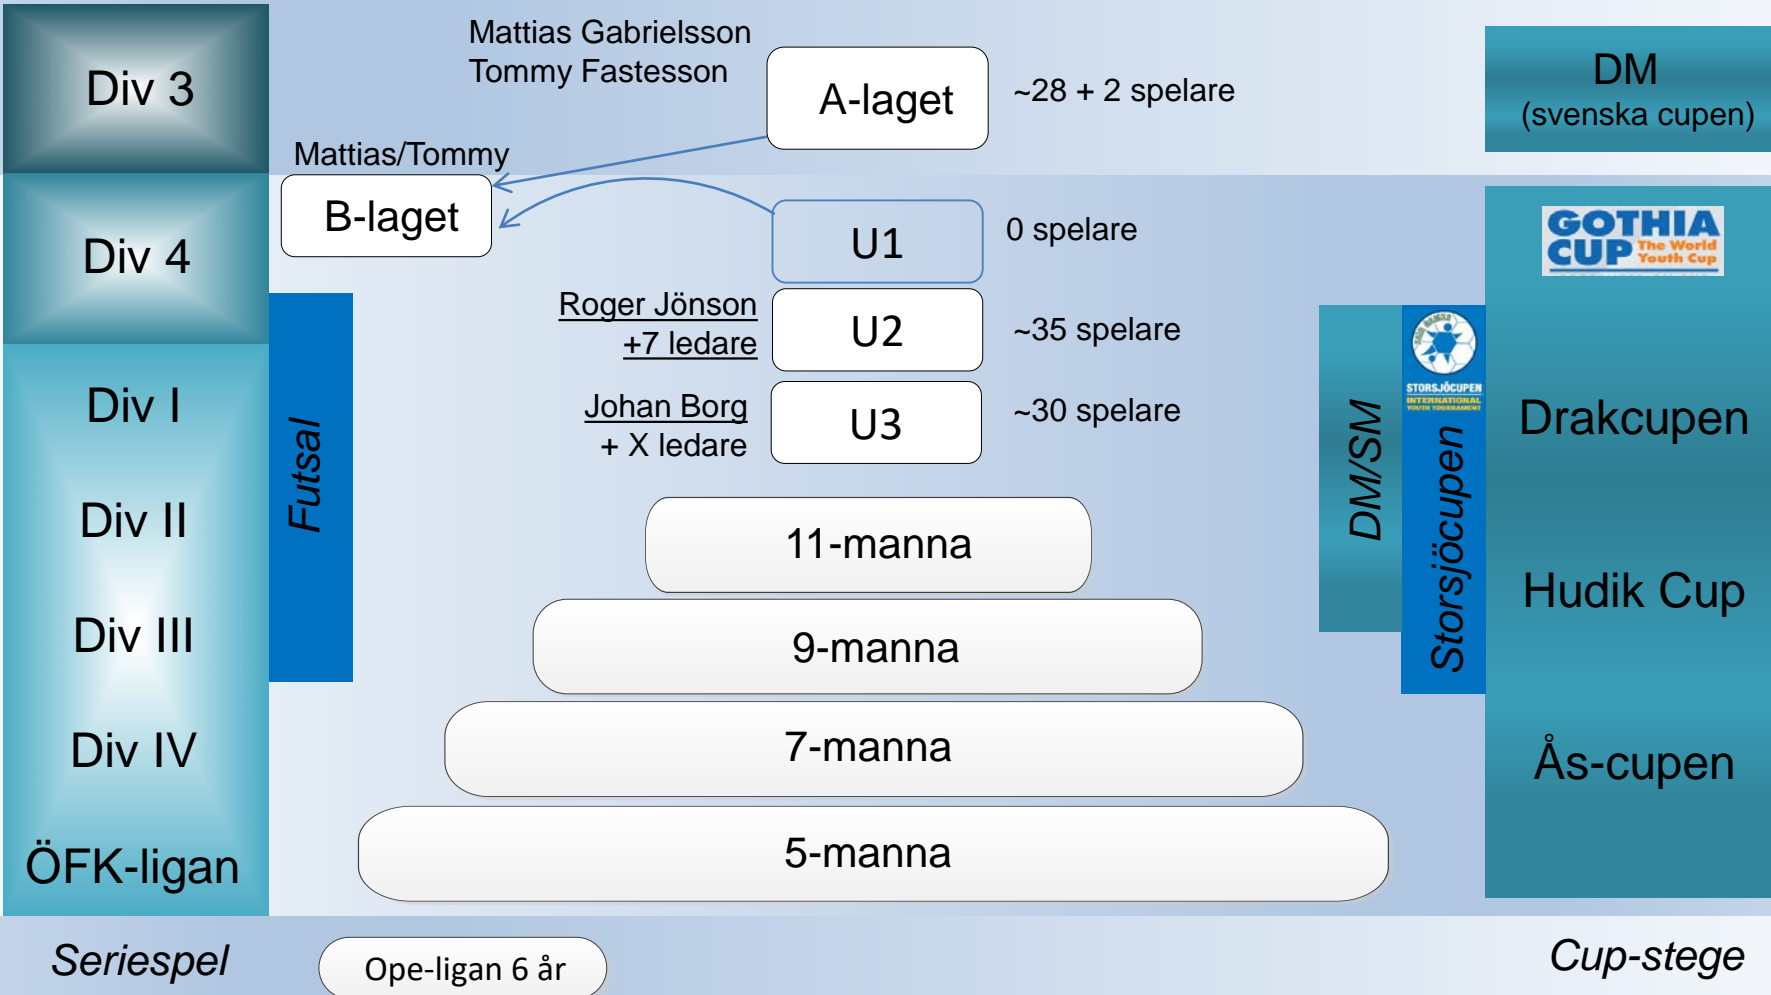 Div 3
Div 4
Div I
Div II
Div III
Div IV
ÖFK-ligan
Seriespel
Futsal
Mattias Gabrielsson
Tommy Fastesson
A-laget
~28 + 2 spelare
Mattias/Tommy
B-laget
U1
0 spelare
Roger Jönson
+7 ledare
U2
~35 spelare
Johan Borg
+ X ledare
U3
~30 spelare
11-manna
9-manna
7-manna
5-manna
Ope-ligan 6 år
DM/SM
STORSJÖCUPEN
INTERNATIONAL
YOUTH TOURNAMENT
Storsjöcupen
DM
(svenska cupen)
GOTHIA
CUP The World
Youth Cup
Drakcupen
Hudik Cup
Ås-cupen
Cup-stege